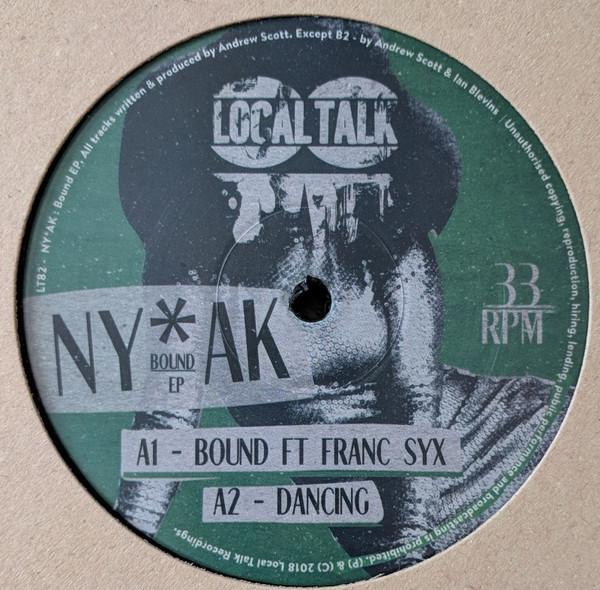 LT82 NY*AK : Bound EP. All tracks written & produced by Andrew Scott. Except B2 - by Andrew Scott & Ian Blevins / Unauthorised copying, reproduction, hiring, lending, public performance and broadcasting is prohibited. (P) & (C) 2018 Local Talk Recordings.
LOCAL TALK
33
RPM
NY*AK
BOUND
EP
A1 - BOUND FT FRANC SYX
A2 - DANCING